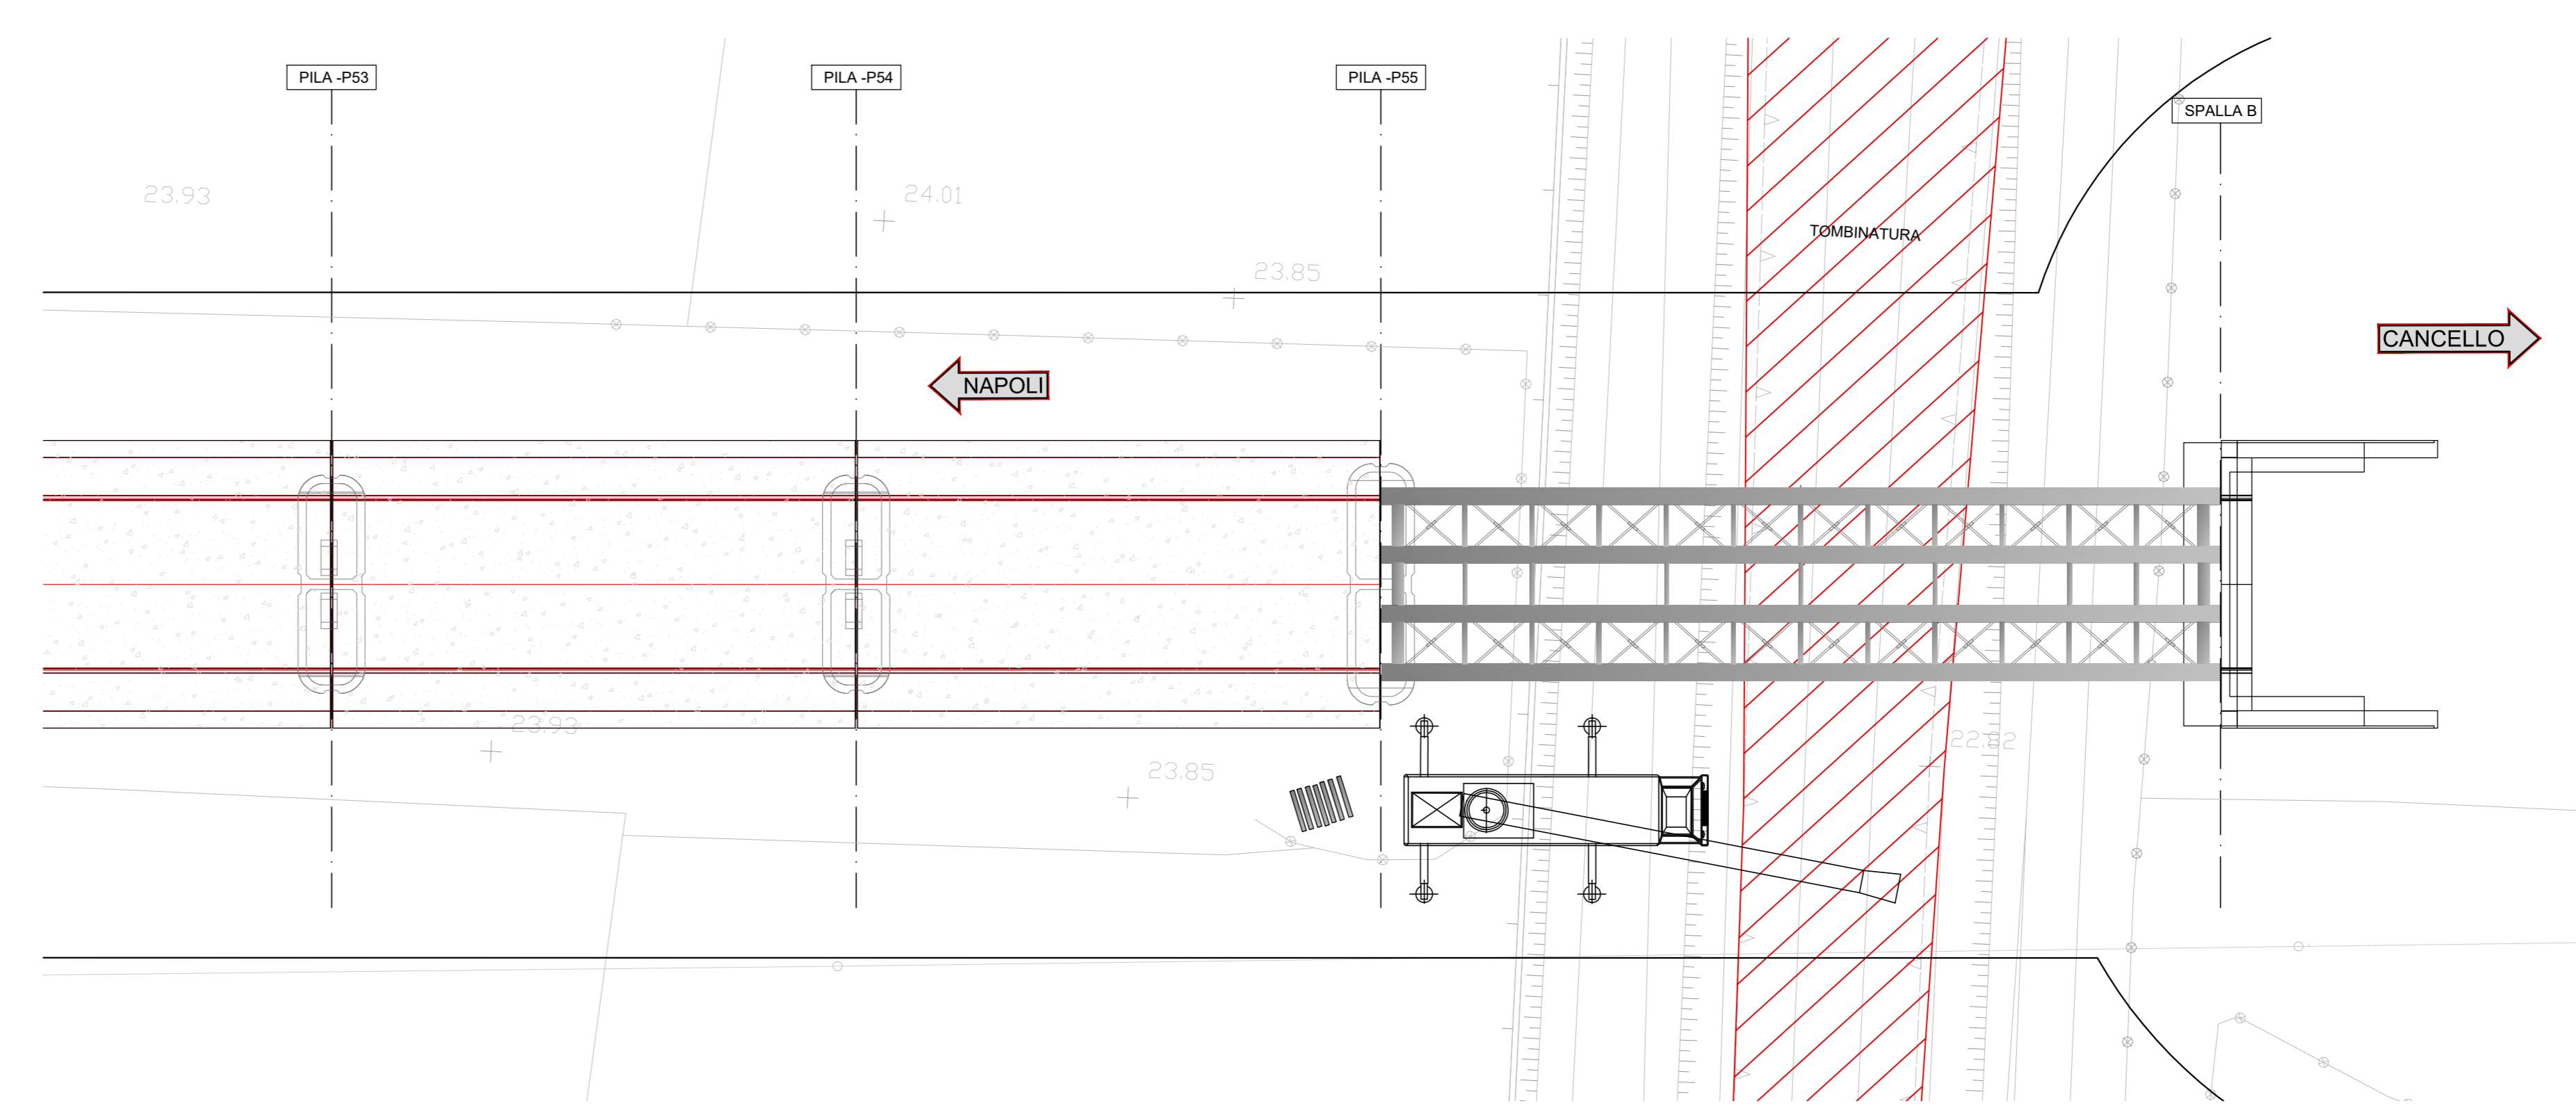 PILA -P53
PILA -P54
PILA -P55
SPALLA B
23.93
24.01
TOMBINATURA
23.85
CANCELLO
NAPOLI
23.93
22.82
23.85